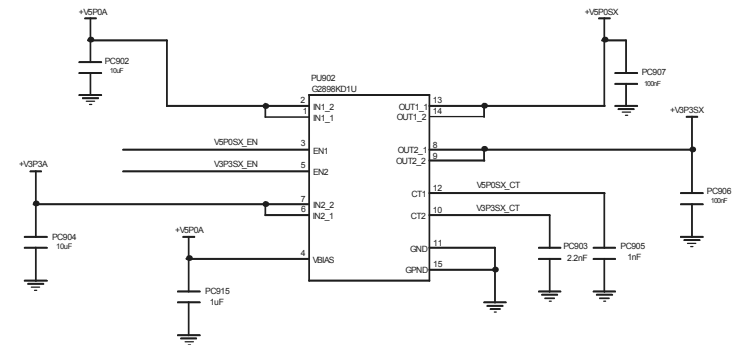 +V5P0A
+V5P0SX
PC902
10uF
PU902
G2898KD1U
PC907
100nF
2 IN1_2
1 IN1_1
OUT1_1 13
OUT1_2 14
+V3P3SX
V5P0SX_EN 3 EN1
OUT2_1 8
OUT2_2 9
V3P3SX_EN 5 EN2
+V3P3A
CT1 12 V5P0SX_CT
PC906
100nF
7 IN2_2
6 IN2_1
CT2 10 V3P3SX_CT
PC904
10uF
+V5P0A
GND 11
PC903
2.2nF
PC905
1nF
4 VBIAS
GPND 15
PC915
1uF